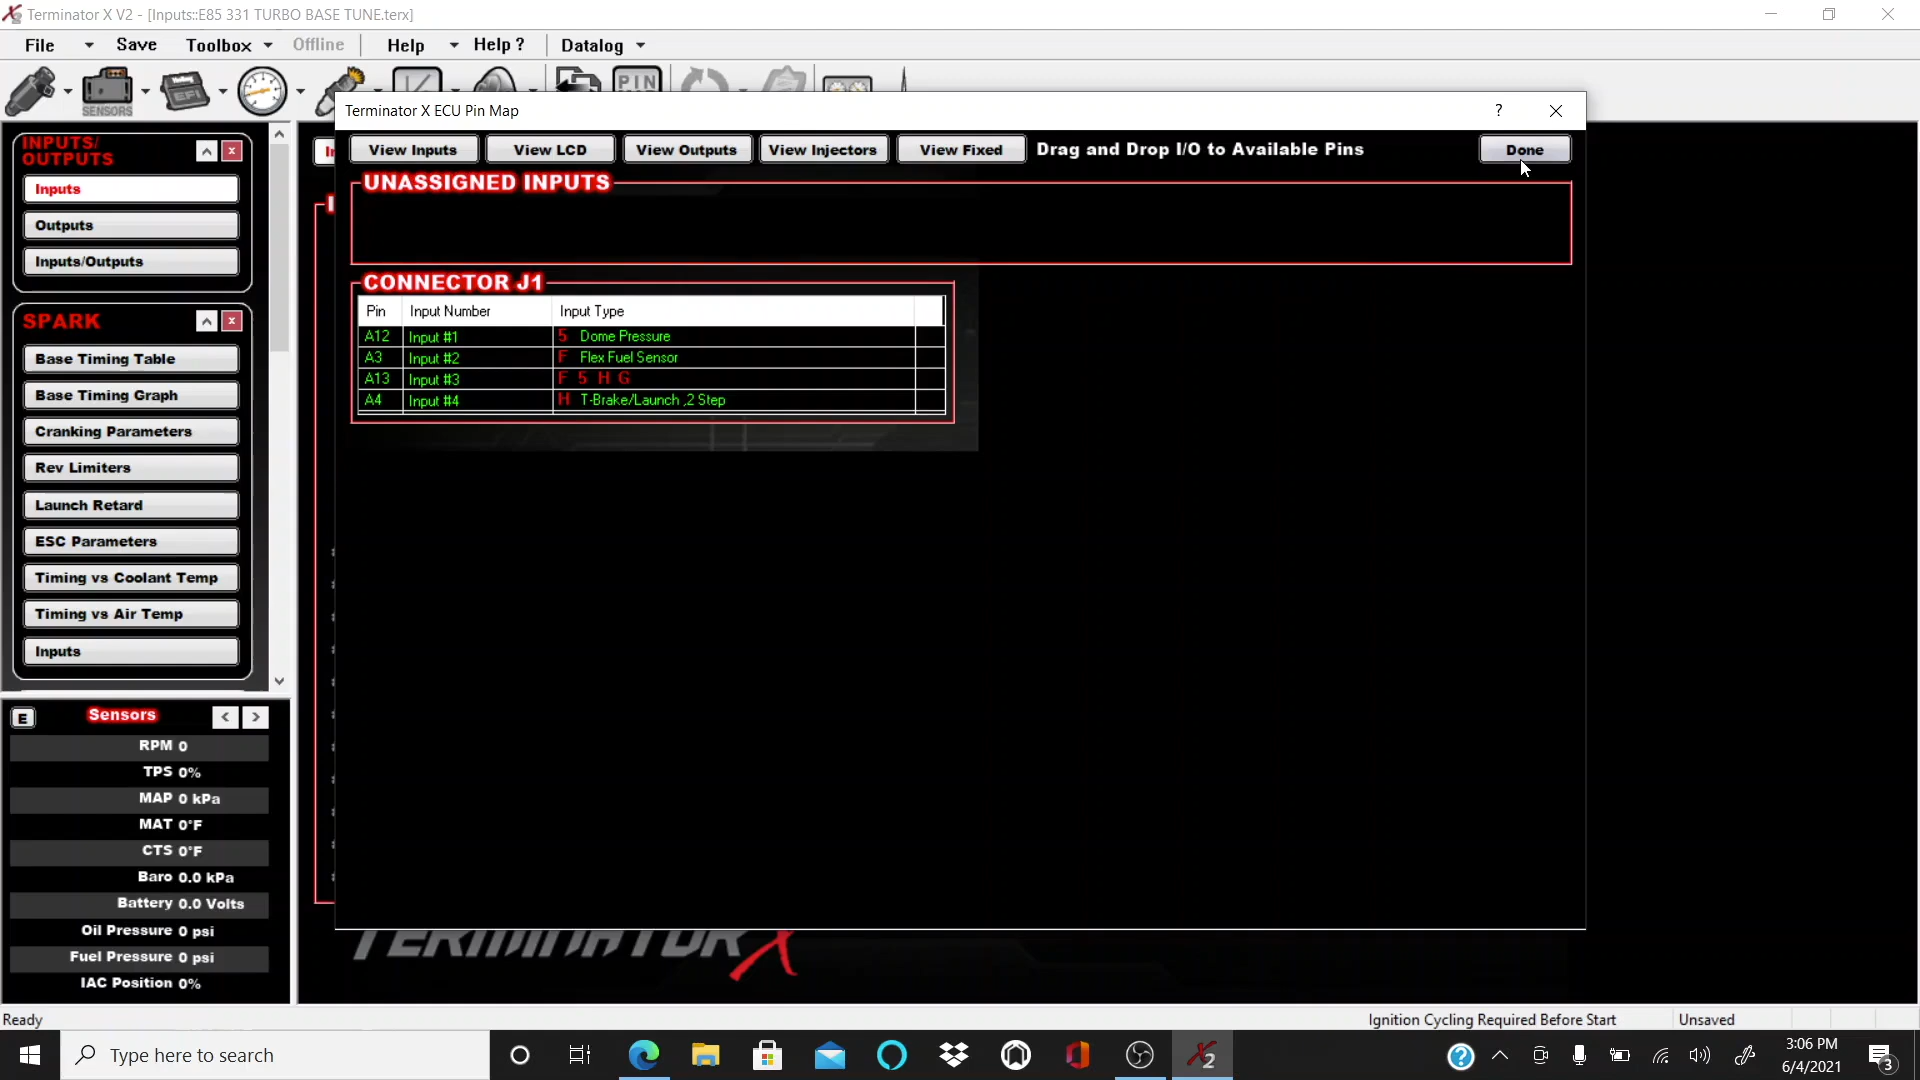 Terminator X V2 - [Inputs::E85 331 TURBO BASE TUNE.terx]
File Save Toolbox Offline Help Help ? Datalog
SENSORS
EFI
PIN
Terminator X ECU Pin Map
?
View Inputs View LCD View Outputs View Injectors View Fixed Drag and Drop I/O to Available Pins Done
UNASSIGNED INPUTS
CONNECTOR J1
Pin Input Number Input Type
A12 Input #1 5 Dome Pressure
A3 Input #2 F Flex Fuel Sensor
A13 Input #3 F 5 H G
A4 Input #4 H T-Brake/Launch ,2 Step
INPUTS/
OUTPUTS
Inputs
Outputs
Inputs/Outputs
SPARK
Base Timing Table
Base Timing Graph
Cranking Parameters
Rev Limiters
Launch Retard
ESC Parameters
Timing vs Coolant Temp
Timing vs Air Temp
Inputs
E Sensors < >
RPM 0
TPS 0%
MAP 0 kPa
MAT 0°F
CTS 0°F
Baro 0.0 kPa
Battery 0.0 Volts
Oil Pressure 0 psi
Fuel Pressure 0 psi
IAC Position 0%
TERMINATOR X
Ready Ignition Cycling Required Before Start Unsaved
Type here to search
3:06 PM
6/4/2021
3